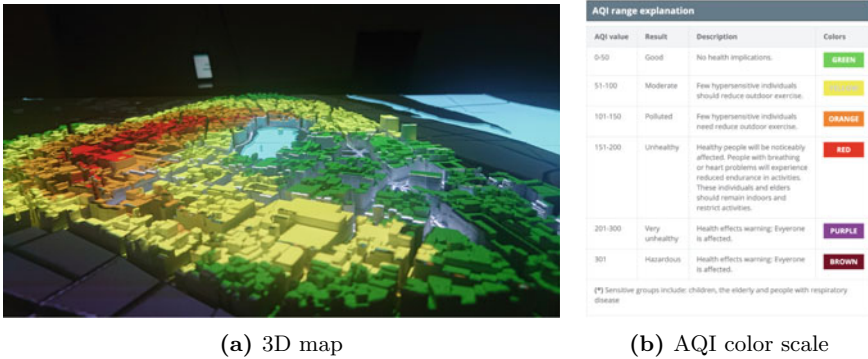 AQI range explanation
AQI value Result Description Colors
0-50 Good No health implications. GREEN
51-100 Moderate Few hypersensitive individuals
should reduce outdoor exercise.
101-150 Polluted Few hypersensitive individuals
need reduce outdoor exercise. ORANGE
151-200 Unhealthy Healthy people will be noticeably
affected. People with breathing
or heart problems will experience
reduced endurance in activities.
These individuals and elders
should remain indoors and
restrict activities. RED
201-300 Very
unhealthy Health effects warning: Evyerone
is affected. PURPLE
301 Hazardous Health effects warning: Evyerone
is affected. BROWN
(*) Sensitive groups include: children, the elderly and people with respiratory
disease
(a) 3D map
(b) AQI color scale